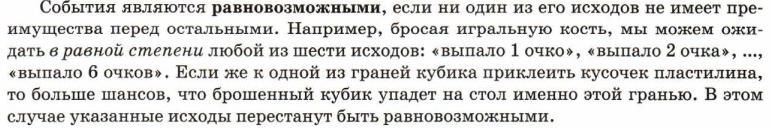 События являются равновозможными, если ни один из его исходов не имеет пре-
имущества перед остальными. Например, бросая игральную кость, мы можем ожи-
дать в равной степени любой из шести исходов: «выпало 1 очко», «выпало 2 очка», ...,
«выпало 6 очков». Если же к одной из граней кубика приклеить кусочек пластилина,
то больше шансов, что брошенный кубик упадет на стол именно этой гранью. В этом
случае указанные исходы перестанут быть равновозможными.